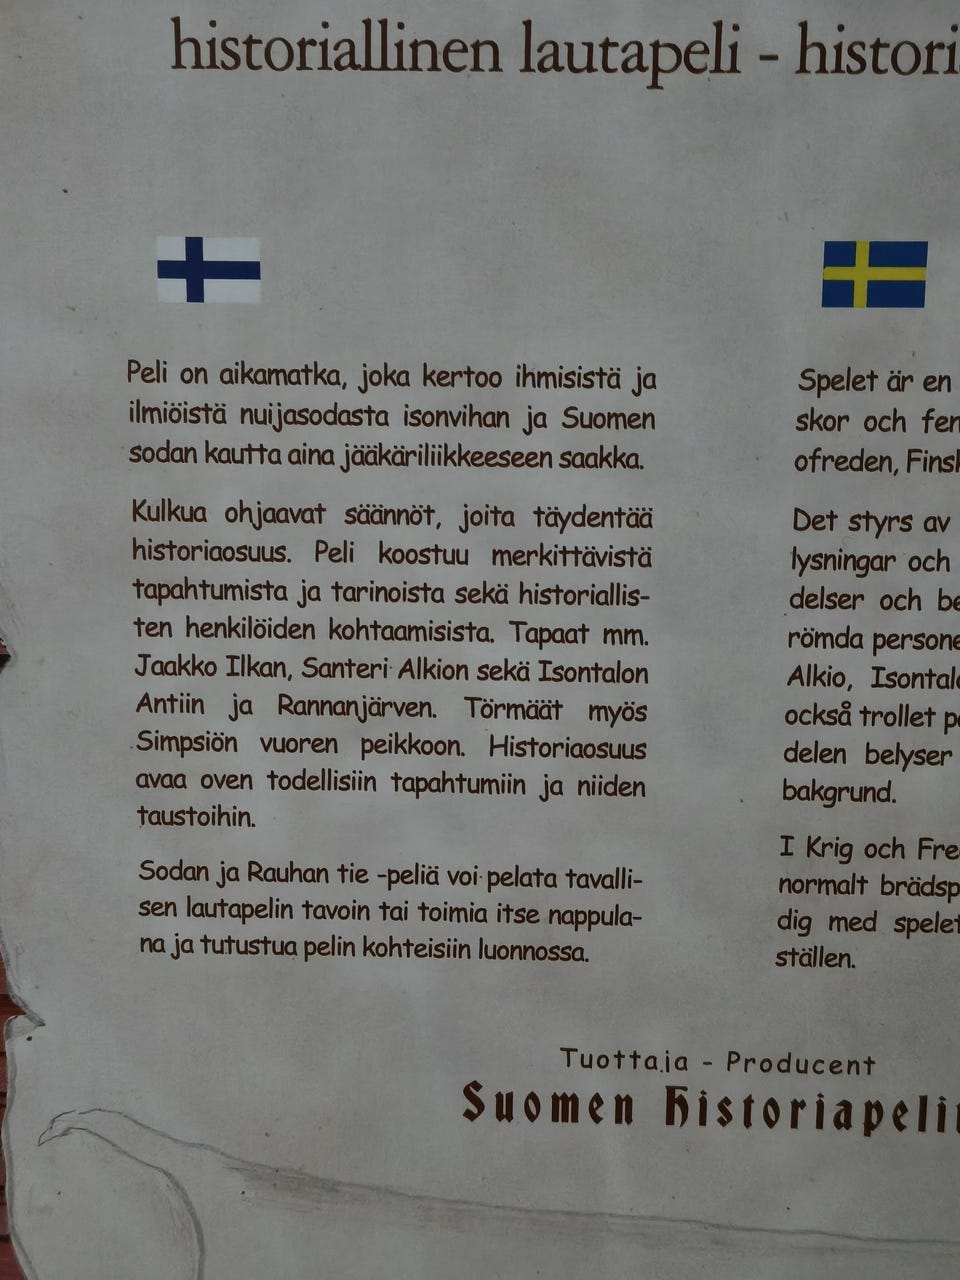 historiallinen lautapeli - histori
Peli on aikamatka, joka kertoo ihmisistä ja
ilmiöistä nuijasodasta isonvihan ja Suomen
sodan kautta aina jääkäriliikkeeseen saakka.
Kulkua ohjaavat säännöt, joita täydentää
historiaosuus. Peli koostuu merkittävistä
tapahtumista ja tarinoista sekä historiallis-
ten henkilöiden kohtaamisista. Tapaat mm.
Jaakko Ilkan, Santeri Alkion sekä Isontalon
Antiin ja Rannanjärven. Törmäät myös
Simpsiön vuoren peikkoon. Historiaosuus
avaa oven todellisiin tapahtumiin ja niiden
taustoihin.
Sodan ja Rauhan tie -peliä voi pelata tavalli-
sen lautapelin tavoin tai toimia itse nappula-
na ja tutustua pelin kohteisiin luonnossa.
Spelet är en
skor och fen
ofreden, Finsk
Det styrs av
lysningar och
delser och be
römda persone
Alkio, Isontalo
också trollet p
delen belyser
bakgrund.
I Krig och Fre
normalt brädsp
dig med spelet
ställen.
Tuottaja - Producent
Suomen Historiapelit